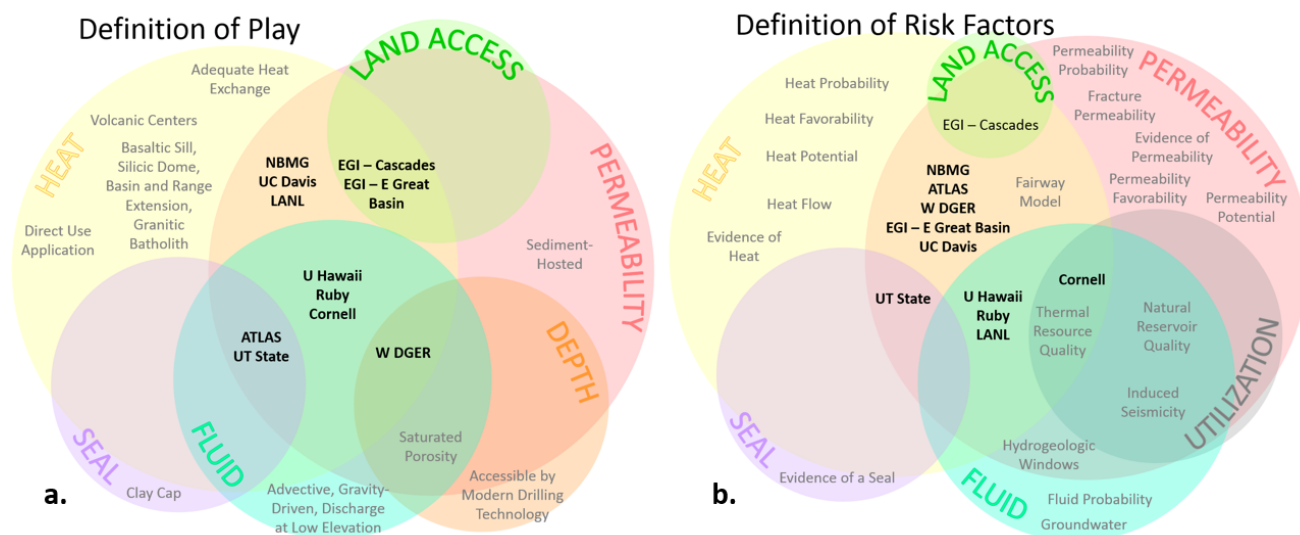 Definition of Play
LAND ACCESS
Adequate Heat
Exchange
HEAT
Volcanic Centers
Basaltic Sill,
Silicic Dome,
Basin and Range
Extension,
Granitic
Batholith
NBMG
UC Davis
LANL
EGI – Cascades
EGI – E Great
Basin
PERMEABILITY
Direct Use
Application
Sediment-
Hosted
U Hawaii
Ruby
Cornell
ATLAS
UT State
W DGER
DEPTH
SEAL
FLUID
Saturated
Porosity
Clay Cap
Advective, Gravity-
Driven, Discharge
at Low Elevation
Accessible by
Modern Drilling
Technology
a.
Definition of Risk Factors
LAND ACCESS
EGI – Cascades
HEAT
Heat Probability
Heat Favorability
Heat Potential
Heat Flow
Evidence of
Heat
Permeability
Probability
Fracture
Permeability
Evidence of
Permeability
Permeability
Favorability
Permeability
Potential
PERMEABILITY
NBMG
ATLAS
W DGER
EGI – E Great Basin
UC Davis
Fairway
Model
UT State
U Hawaii
Ruby
LANL
Cornell
Thermal
Resource
Quality
Natural
Reservoir
Quality
Induced
Seismicity
UTILIZATION
SEAL
Evidence of a Seal
FLUID
Hydrogeologic
Windows
Fluid Probability
Groundwater
b.